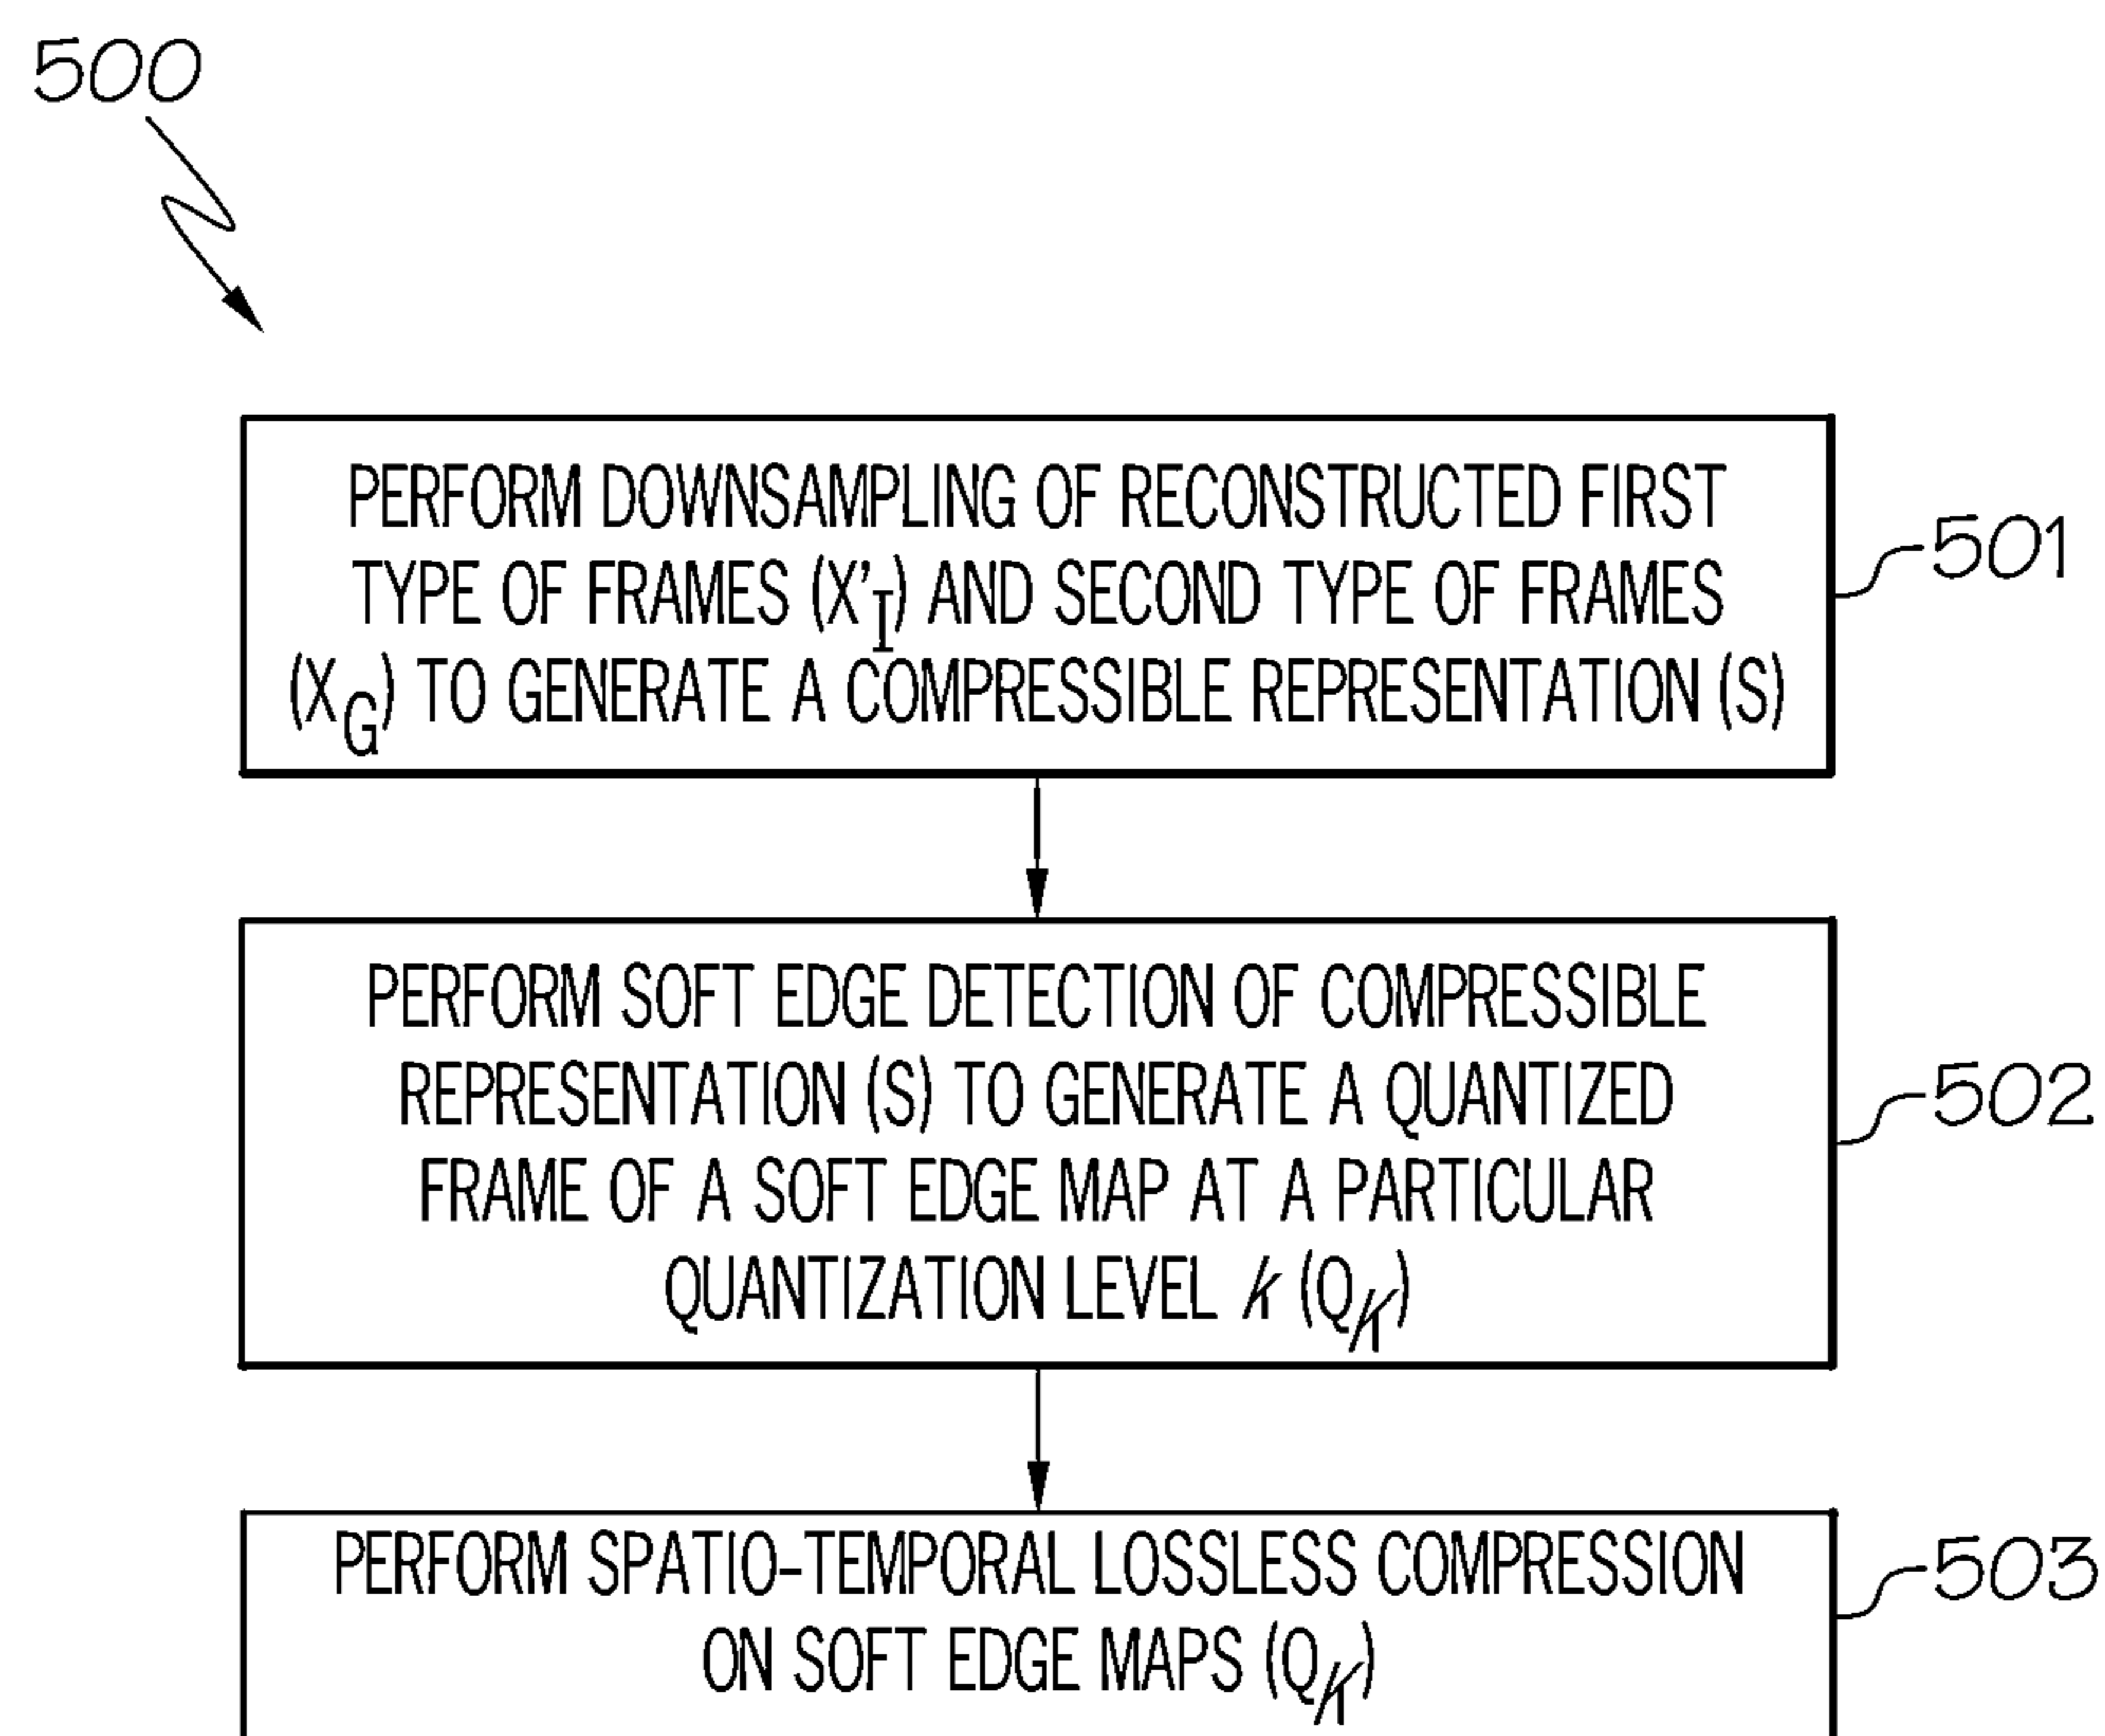 500
PERFORM DOWNSAMPLING OF RECONSTRUCTED FIRST
TYPE OF FRAMES (X'I) AND SECOND TYPE OF FRAMES
(XG) TO GENERATE A COMPRESSIBLE REPRESENTATION (S)
501
PERFORM SOFT EDGE DETECTION OF COMPRESSIBLE
REPRESENTATION (S) TO GENERATE A QUANTIZED
FRAME OF A SOFT EDGE MAP AT A PARTICULAR
QUANTIZATION LEVEL k (Qk)
502
PERFORM SPATIO-TEMPORAL LOSSLESS COMPRESSION
ON SOFT EDGE MAPS (Qk)
503